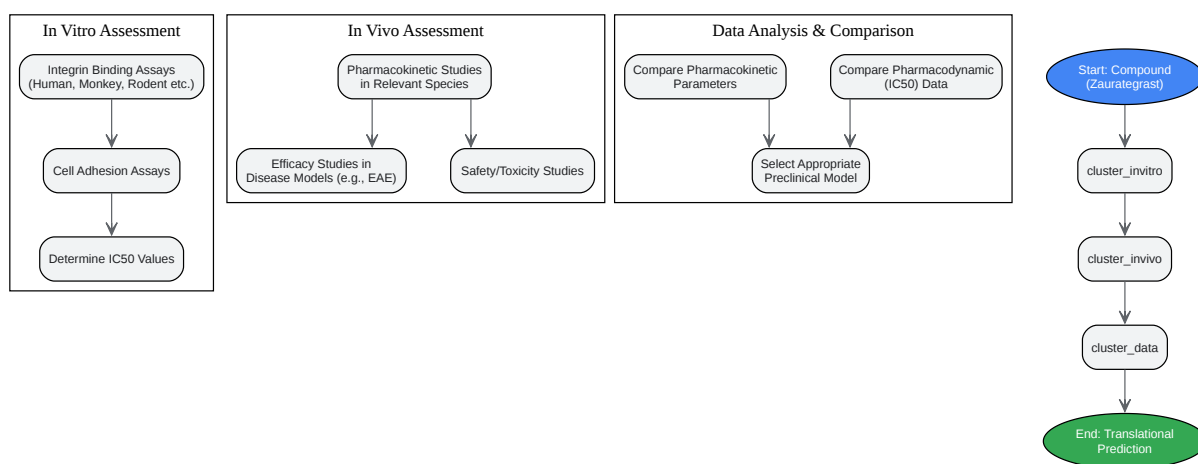 In Vitro Assessment
Integrin Binding Assays
(Human, Monkey, Rodent etc.)
Cell Adhesion Assays
Determine IC50 Values
In Vivo Assessment
Pharmacokinetic Studies
in Relevant Species
Efficacy Studies in
Disease Models (e.g., EAE)
Safety/Toxicity Studies
Data Analysis & Comparison
Compare Pharmacokinetic
Parameters
Compare Pharmacodynamic
(IC50) Data
Select Appropriate
Preclinical Model
Start: Compound
(Zaurategrast)
cluster_invitro
cluster_invivo
cluster_data
End: Translational
Prediction